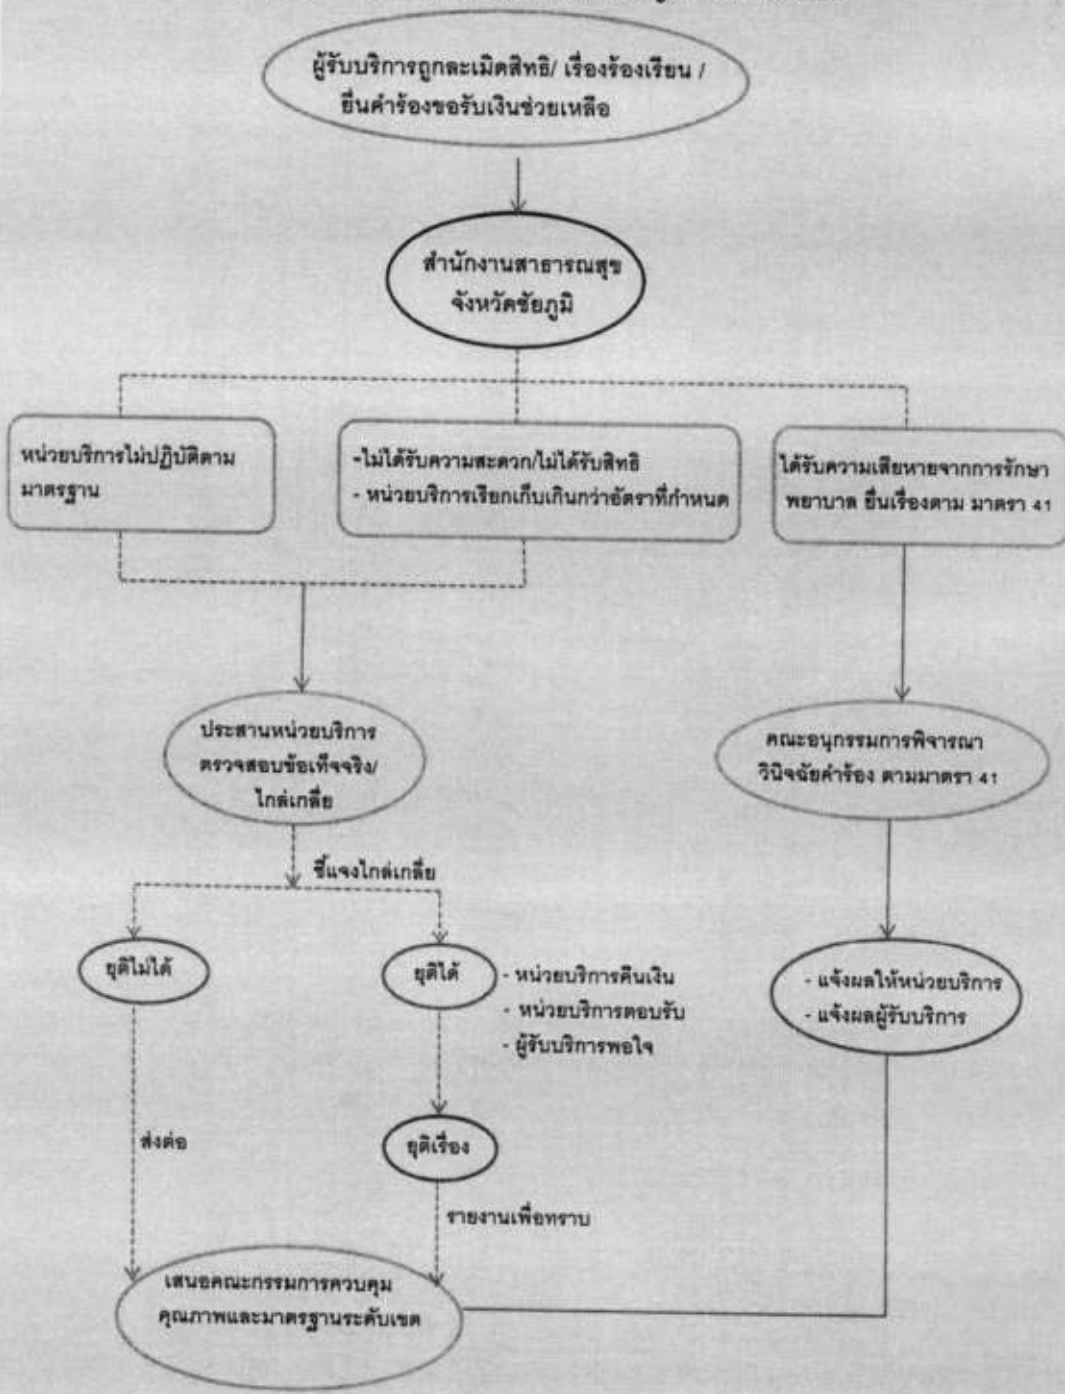 ผู้รับบริการถูกละเมิดสิทธิ/ เรื่องร้องเรียน /
ยื่นคำร้องขอรับเงินช่วยเหลือ
สำนักงานสาธารณสุข
จังหวัดชัยภูมิ
หน่วยบริการไม่ปฏิบัติตาม
มาตรฐาน
-ไม่ได้รับความสะดวก/ไม่ได้รับสิทธิ
- หน่วยบริการเรียกเก็บเกินกว่าอัตราที่กำหนด
ได้รับความเสียหายจากการรักษา
พยาบาล ยื่นเรื่องตาม มาตรา 41
ประสานหน่วยบริการ
ตรวจสอบข้อเท็จจริง/
ไกล่เกลี่ย
คณะอนุกรรมการพิจารณา
วินิจฉัยคำร้อง ตามมาตรา 41
ชี้แจงไกล่เกลี่ย
ยุติไม่ได้
ยุติได้
- หน่วยบริการคืนเงิน
- หน่วยบริการตอบรับ
- ผู้รับบริการพอใจ
- แจ้งผลให้หน่วยบริการ
- แจ้งผลผู้รับบริการ
ส่งต่อ
ยุติเรื่อง
รายงานเพื่อทราบ
เสนอคณะกรรมการควบคุม
คุณภาพและมาตรฐานระดับเขต